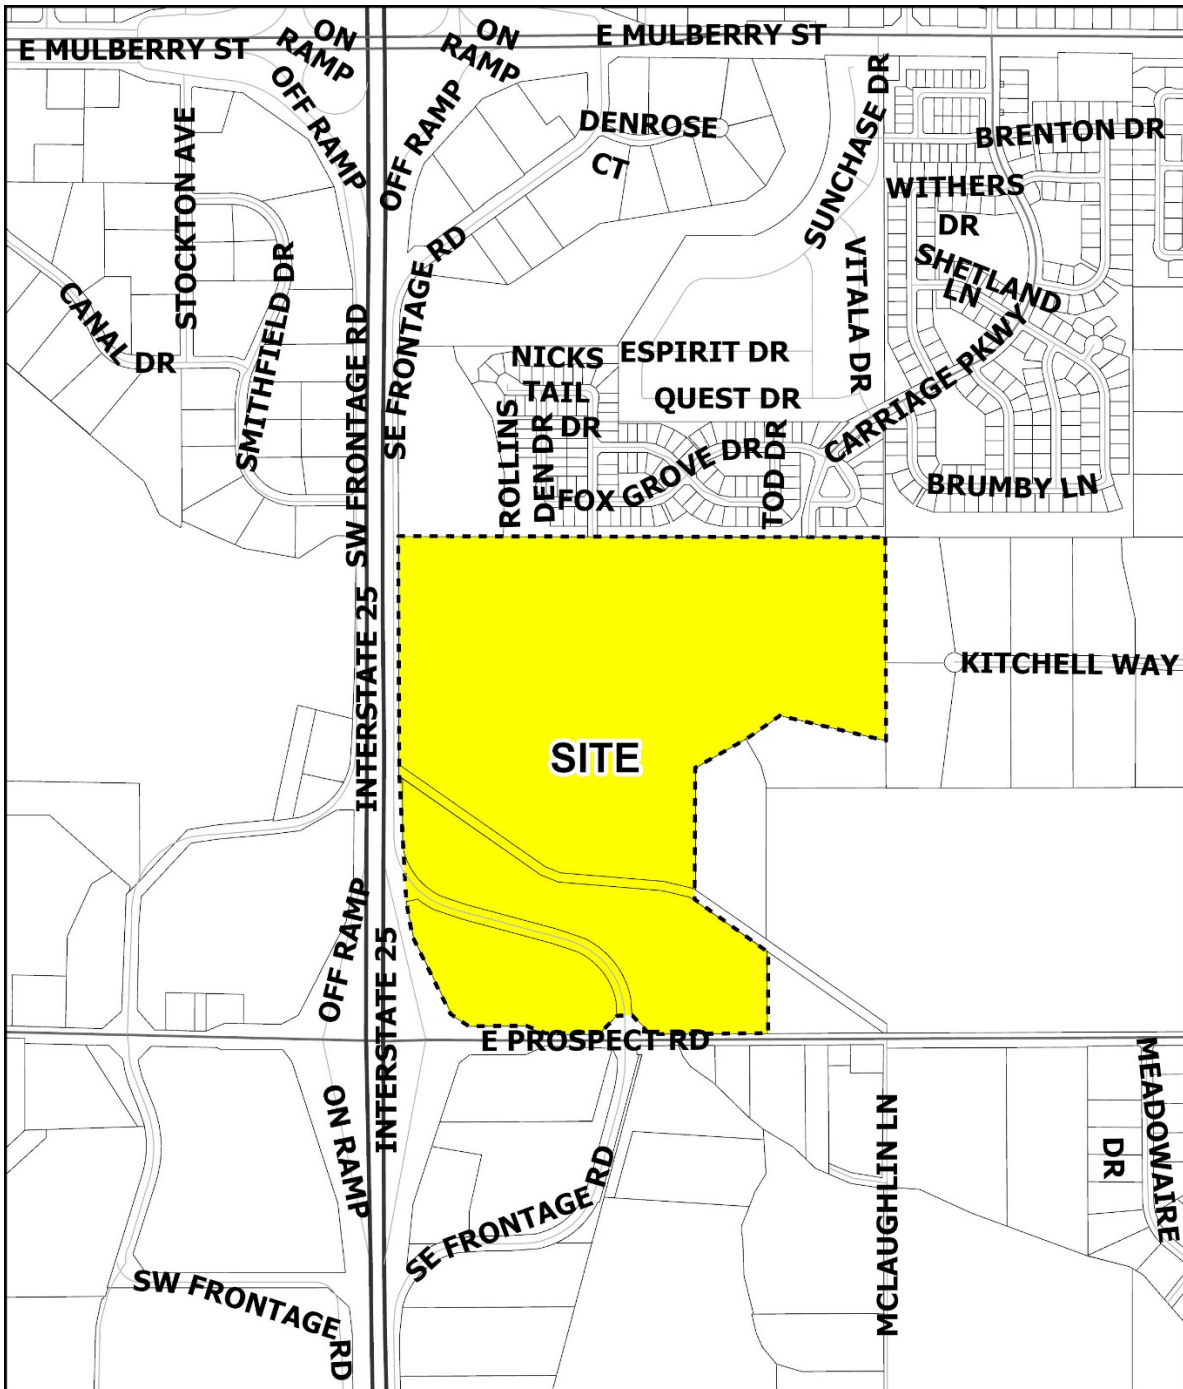 E MULBERRY ST
ON
RAMP
ON
RAMP
E MULBERRY ST
OFF RAMP
OFF RAMP
STOCKTON AVE
DENROSE
CT
SUNCHASE DR
BRENTON DR
WITHERS
DR
SHETLAND
LN
VITALA DR
CANAL DR
SMITHFIELD DR
SW FRONTAGE RD
SE FRONTAGE RD
NICKS
TAIL
DR
ESPIRIT DR
QUEST DR
CARRIAGE PKWY
ROLLINS
DEN DR
FOX GROVE DR
TOD DR
BRUMBY LN
INTERSTATE 25
KITCHELL WAY
SITE
OFF RAMP
INTERSTATE 25
E PROSPECT RD
ON RAMP
SE FRONTAGE RD
MCLAUGHLIN LN
MEADOWAIRE
DR
SW FRONTAGE RD